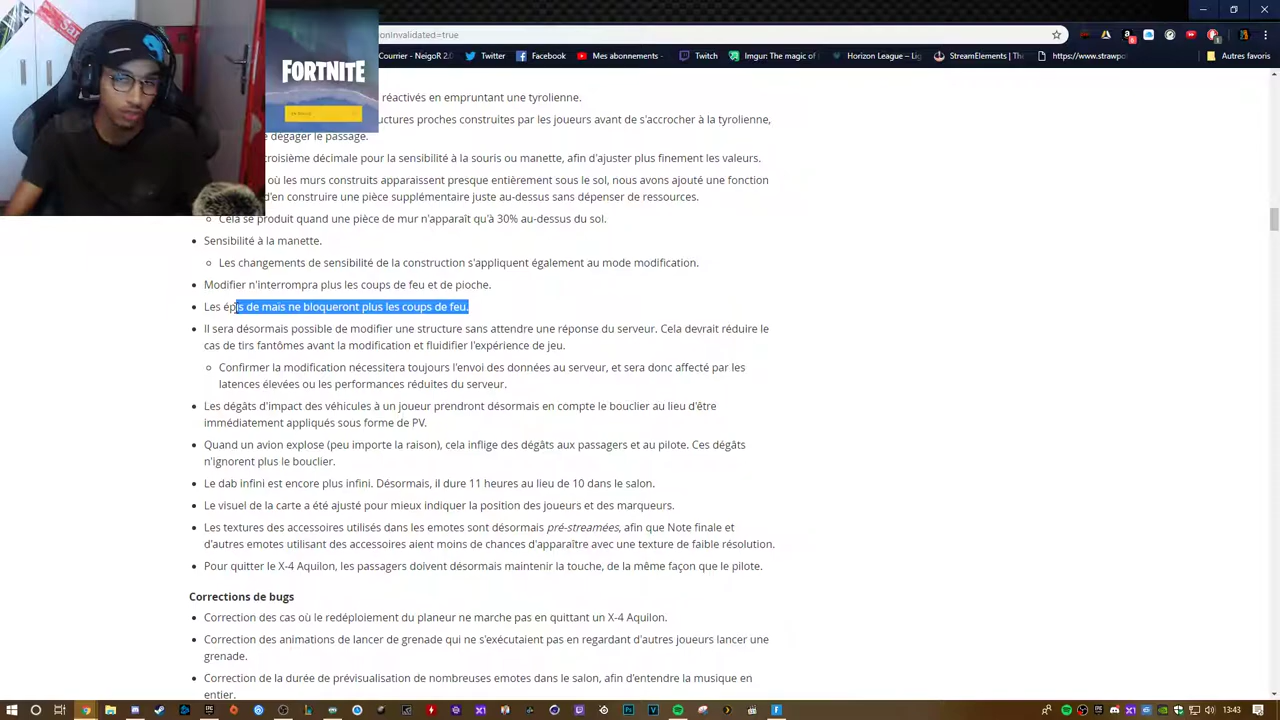 onInvalidated=true
Courrier - NeigoR 2.0
Twitter
Facebook
Mes abonnements -
Twitch
Imgur: The magic of
Horizon League –
StreamElements |
https://www.strawp
Autres favoris
FORTNITE
réactivés en empruntant une tyrolienne.
uctures proches construites par les joueurs avant de s'accrocher à la tyrolienne,
e dégager le passage.
troisième décimale pour la sensibilité à la souris ou manette, afin d'ajuster plus finement les valeurs.
où les murs construits apparaissent presque entièrement sous le sol, nous avons ajouté une fonction
d'en construire une pièce supplémentaire juste au-dessus sans dépenser de ressources.
Cela se produit quand une pièce de mur n'apparaît qu'à 30% au-dessus du sol.
Sensibilité à la manette.
Les changements de sensibilité de la construction s'appliquent également au mode modification.
Modifier n'interrompra plus les coups de feu et de pioche.
Les épis de maïs ne bloqueront plus les coups de feu.
Il sera désormais possible de modifier une structure sans attendre une réponse du serveur. Cela devrait réduire le
cas de tirs fantômes avant la modification et fluidifier l'expérience de jeu.
Confirmer la modification nécessitera toujours l'envoi des données au serveur, et sera donc affecté par les
latences élevées ou les performances réduites du serveur.
Les dégâts d'impact des véhicules à un joueur prendront désormais en compte le bouclier au lieu d'être
immédiatement appliqués sous forme de PV.
Quand un avion explose (peu importe la raison), cela inflige des dégâts aux passagers et au pilote. Ces dégâts
n'ignorent plus le bouclier.
Le dab infini est encore plus infini. Désormais, il dure 11 heures au lieu de 10 dans le salon.
Le visuel de la carte a été ajusté pour mieux indiquer la position des joueurs et des marqueurs.
Les textures des accessoires utilisés dans les emotes sont désormais pré-streamées, afin que Note finale et
d'autres emotes utilisant des accessoires aient moins de chances d'apparaître avec une texture de faible résolution.
Pour quitter le X-4 Aquilon, les passagers doivent désormais maintenir la touche, de la même façon que le pilote.
Corrections de bugs
Correction des cas où le redéploiement du planeur ne marche pas en quittant un X-4 Aquilon.
Correction des animations de lancer de grenade qui ne s'exécutaient pas en regardant d'autres joueurs lancer une
grenade.
Correction de la durée de prévisualisation de nombreuses emotes dans le salon, afin d'entendre la musique en
entier.
13:43